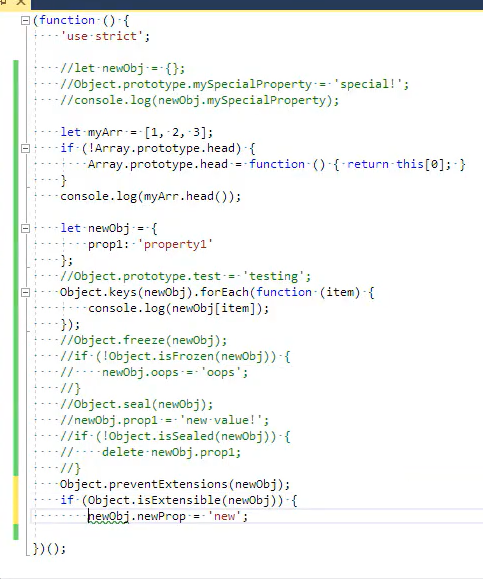 (function () {
'use strict';
//let newObj = {};
//Object.prototype.mySpecialProperty = 'special!';
//console.log(newObj.mySpecialProperty);
let myArr = [1, 2, 3];
if (!Array.prototype.head) {
Array.prototype.head = function () { return this[0]; }
}
console.log(myArr.head());
let newObj = {
prop1: 'property1'
};
//Object.prototype.test = 'testing';
Object.keys(newObj).forEach(function (item) {
console.log(newObj[item]);
});
//Object.freeze(newObj);
//if (!Object.isFrozen(newObj)) {
//    newObj.oops = 'oops';
//}
//Object.seal(newObj);
//newObj.prop1 = 'new value!';
//if (!Object.isSealed(newObj)) {
//    delete newObj.prop1;
//}
Object.preventExtensions(newObj);
if (Object.isExtensible(newObj)) {
newObj.newProp = 'new';
})();